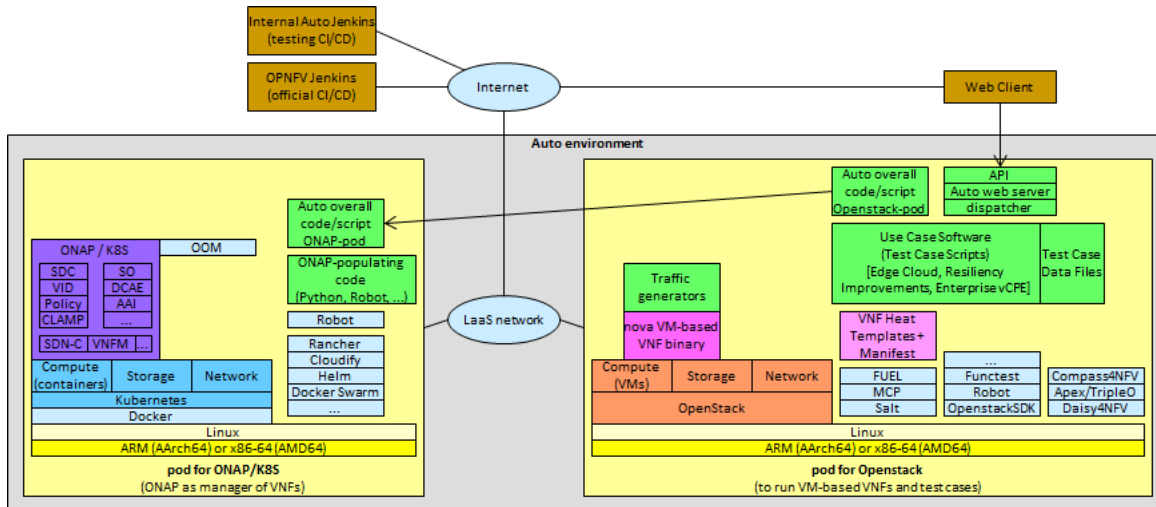 Internal Auto Jenkins
(testing CI/CD)
OPNFV Jenkins
(official CI/CD)
Internet
Web Client
Auto environment
Auto overall
code/script
ONAP-pod
ONAP / K8S
OOM
SDC
SO
VID
DCAE
Policy
AAI
CLAMP
...
SDN-C
VNFM
...
ONAP-populating
code
(Python, Robot, ...)
Robot
Rancher
Cloudify
Helm
Docker Swarm
...
Compute
(containers)
Storage
Network
Kubernetes
Docker
Linux
ARM (AArch64) or x86-64 (AMD64)
pod for ONAP/K8S
(ONAP as manager of VNFs)
LaaS network
Auto overall
code/script
Openstack-pod
API
Auto web server
dispatcher
Use Case Software
(Test Case Scripts)
[Edge Cloud, Resiliency
Improvements, Enterprise vCPE]
Test Case
Data Files
Traffic
generators
nova VM-based
VNF binary
VNF Heat
Templates +
Manifest
Compute
(VMs)
Storage
Network
OpenStack
FUEL
MCP
Salt
...
Functest
Robot
OpenstackSDK
Compass4NFV
Apex/TripleO
Daisy4NFV
Linux
ARM (AArch64) or x86-64 (AMD64)
pod for Openstack
(to run VM-based VNFs and test cases)